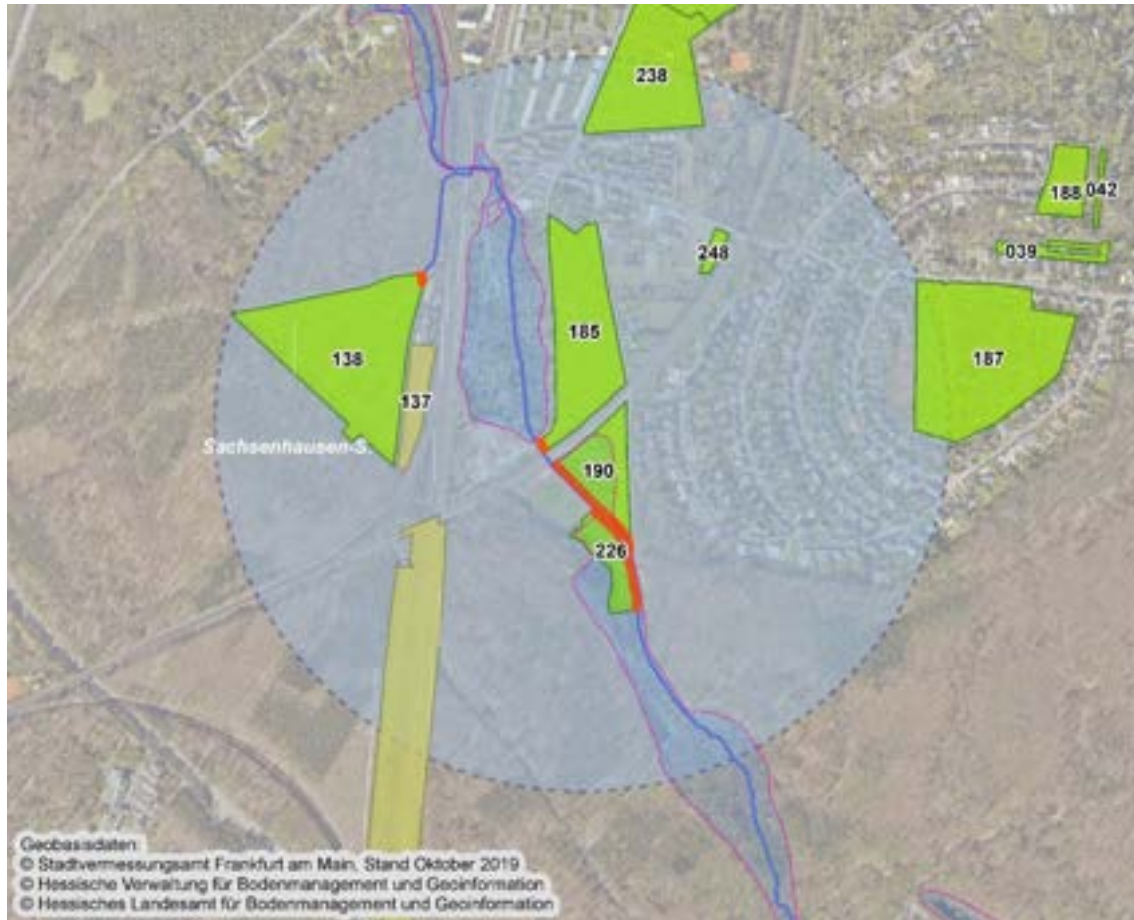 238
188
042
248
039
185
138
187
137
Sachsenhausen-S.
190
226
Geobasisdaten:
© Stadtvermessungsamt Frankfurt am Main, Stand Oktober 2019
© Hessische Verwaltung für Bodenmanagement und Geoinformation
© Hessisches Landesamt für Bodenmanagement und Geoinformation